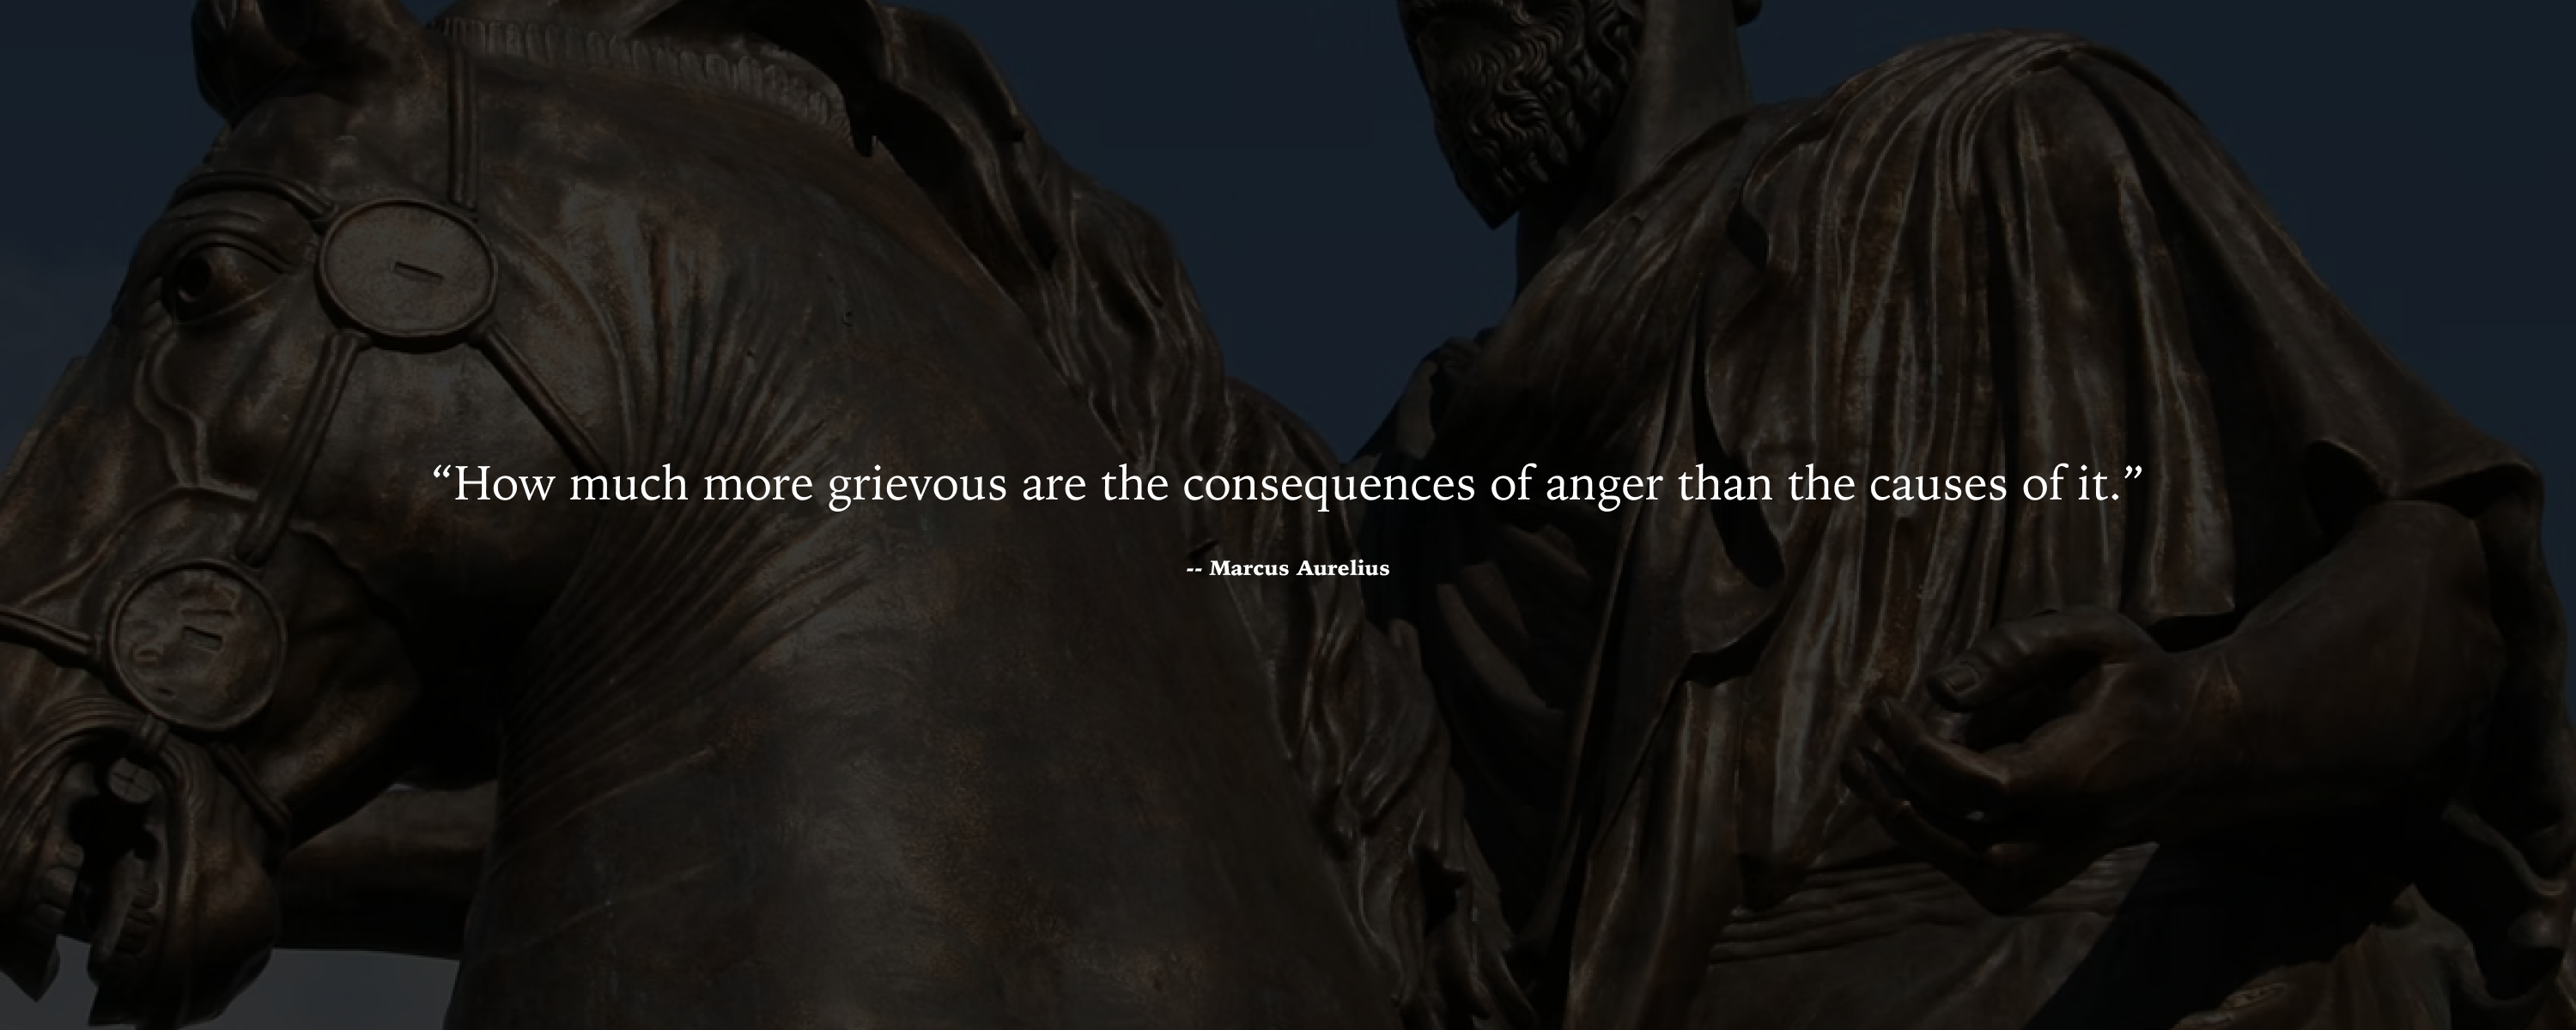 “How much more grievous are the consequences of anger than the causes of it.”
-- Marcus Aurelius